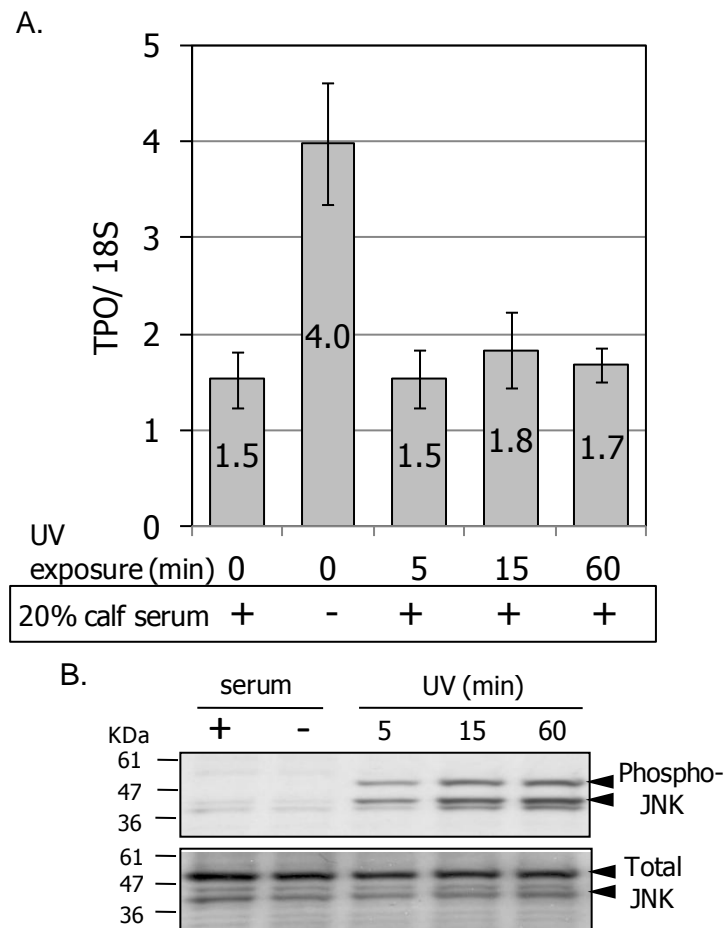 A.
5
4
3
2
1
0
TPO/ 18S
1.5
4.0
1.5
1.8
1.7
UV
exposure (min) 0 0 5 15 60
20% calf serum + - + + +
B.
serum UV (min)
KDa + - 5 15 60
61
47
36
Phospho-
JNK
61
47
36
Total
JNK